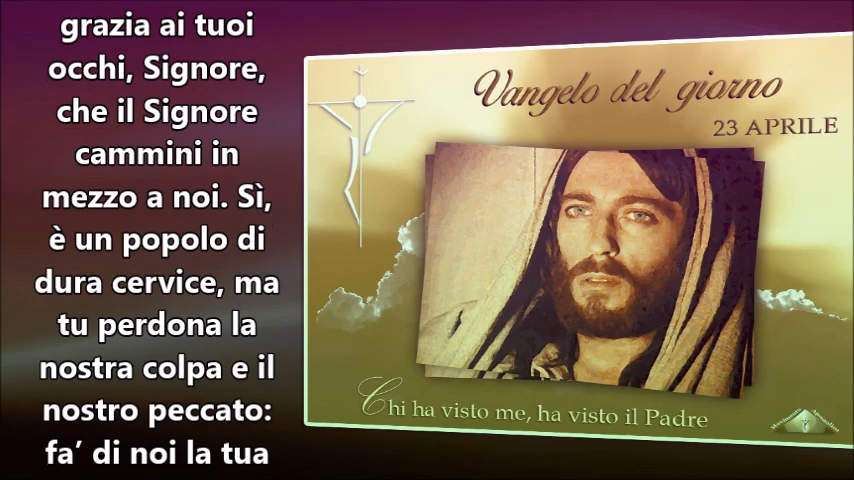 grazia ai tuoi
occhi, Signore,
che il Signore
cammini in
mezzo a noi. Sì,
è un popolo di
dura cervice, ma
tu perdona la
nostra colpa e il
nostro peccato:
fa’ di noi la tua
Vangelo del giorno
23 APRILE
Chi ha visto me, ha visto il Padre
Movimento Apostolico